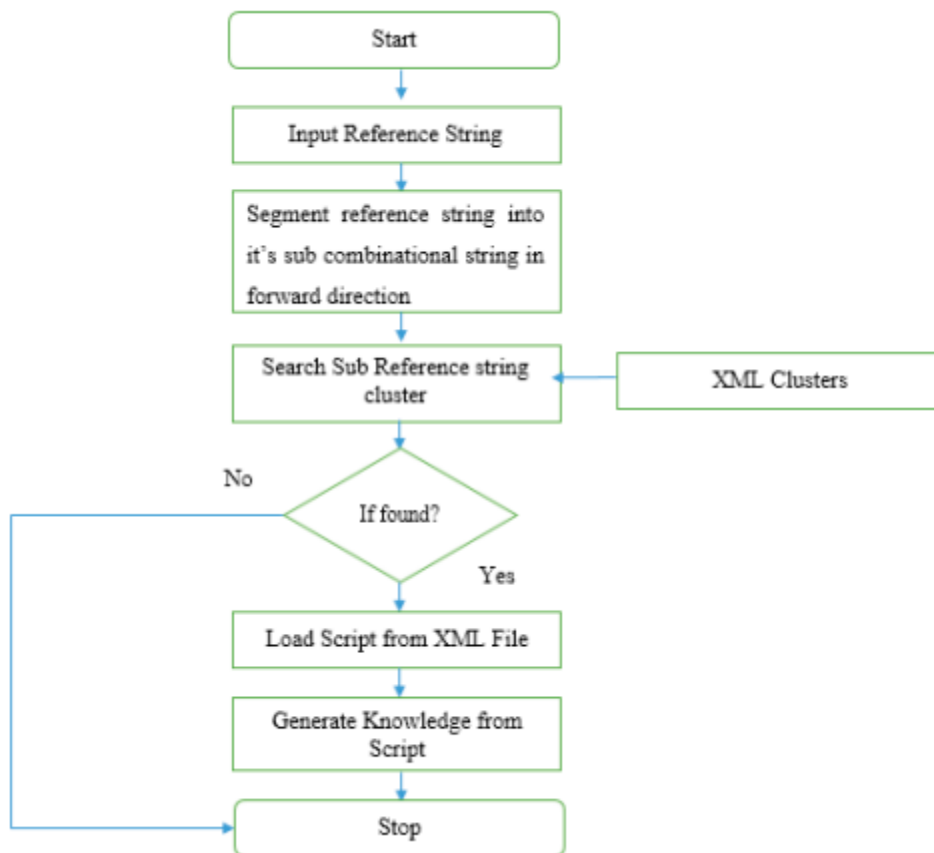 Start
Input Reference String
Segment reference string into
it’s sub combinational string in
forward direction
Search Sub Reference string
cluster
XML Clusters
No
If found?
Yes
Load Script from XML File
Generate Knowledge from
Script
Stop